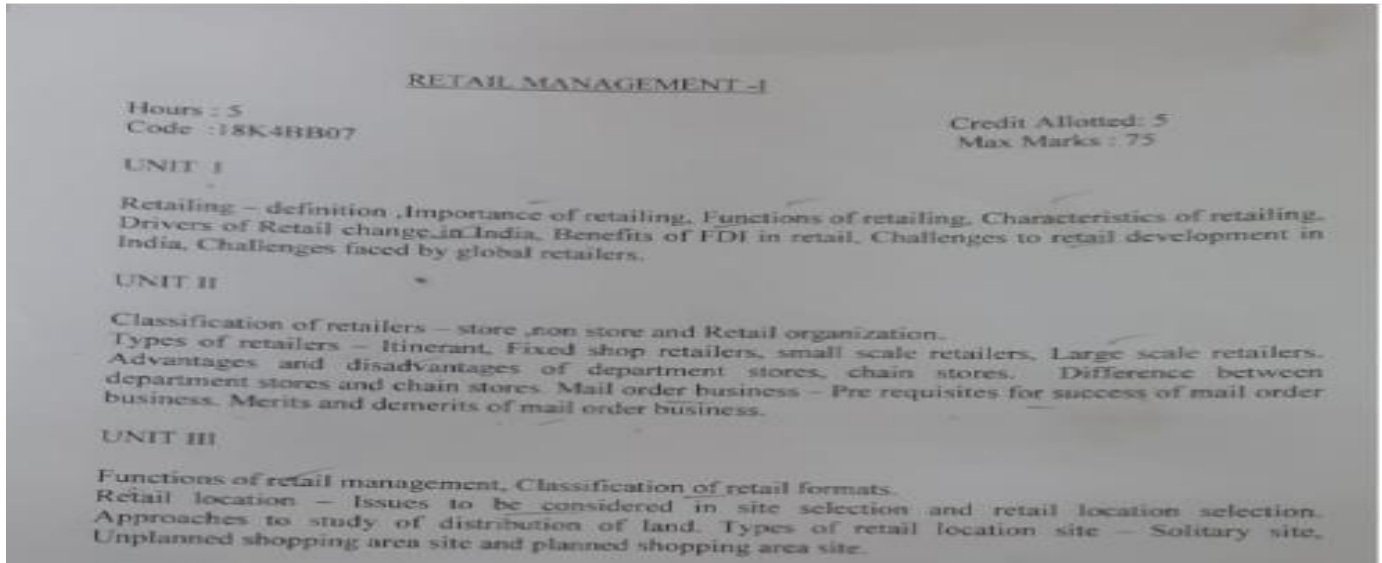 RETAIL MANAGEMENT -I
Hours : 5
Code :18K4BB07
Credit Allotted: 5
Max Marks : 75
UNIT I
Retailing – definition ,Importance of retailing, Functions of retailing, Characteristics of retailing,
Drivers of Retail change in India, Benefits of FDI in retail, Challenges to retail development in
India, Challenges faced by global retailers.
UNIT II
Classification of retailers – store ,non store and Retail organization.
Types of retailers – Itinerant, Fixed shop retailers, small scale retailers, Large scale retailers.
Advantages and disadvantages of department stores, chain stores. Difference between
department stores and chain stores. Mail order business – Pre requisites for success of mail order
business. Merits and demerits of mail order business.
UNIT III
Functions of retail management, Classification of retail formats.
Retail location – Issues to be considered in site selection and retail location selection.
Approaches to study of distribution of land. Types of retail location site – Solitary site,
Unplanned shopping area site and planned shopping area site.